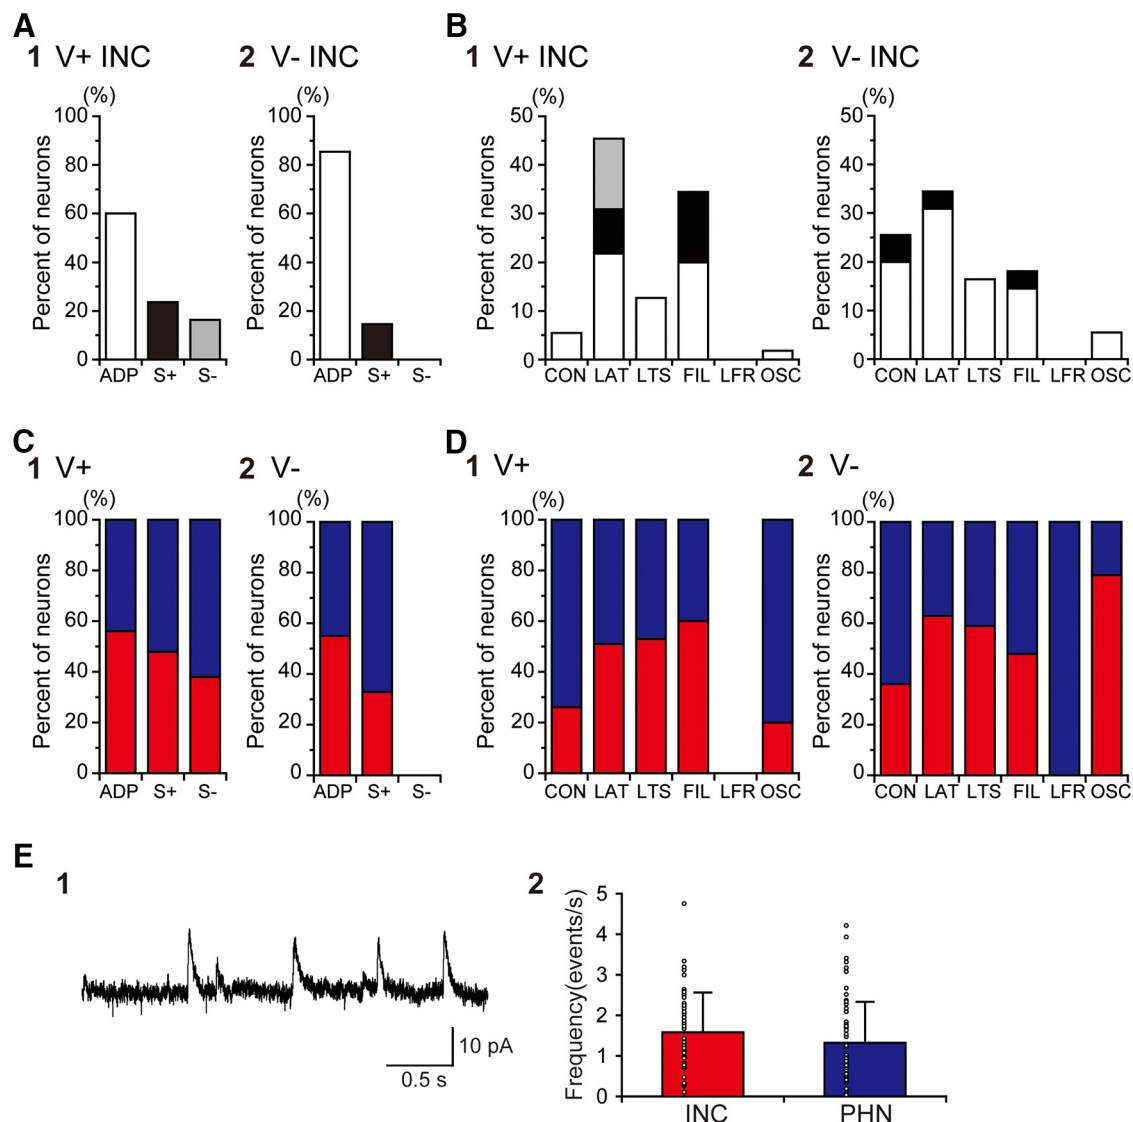 A
B
1 V+ INC
2 V- INC
1 V+ INC
2 V- INC
(%)
(%)
(%)
(%)
Percent of neurons
100
80
60
40
20
0
ADP S+ S-
Percent of neurons
100
80
60
40
20
0
ADP S+ S-
Percent of neurons
50
40
30
20
10
0
CON LAT LTS FIL LFR OSC
Percent of neurons
50
40
30
20
10
0
CON LAT LTS FIL LFR OSC
C
D
1 V+
2 V-
1 V+
2 V-
(%)
(%)
(%)
(%)
Percent of neurons
100
80
60
40
20
0
ADP S+ S-
Percent of neurons
100
80
60
40
20
0
ADP S+ S-
Percent of neurons
100
80
60
40
20
0
CON LAT LTS FIL LFR OSC
Percent of neurons
100
80
60
40
20
0
CON LAT LTS FIL LFR OSC
E
1
10 pA
0.5 s
2
Frequency(events/s)
5
4
3
2
1
0
INC PHN